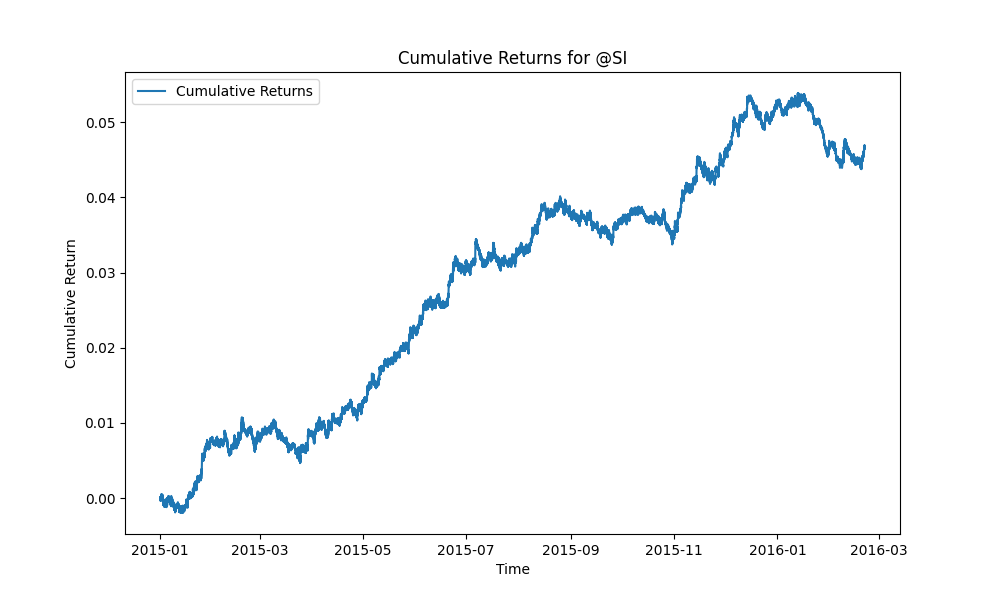 Cumulative Returns for @SI
Cumulative Returns
Cumulative Return
0.05
0.04
0.03
0.02
0.01
0.00
2015-01 2015-03 2015-05 2015-07 2015-09 2015-11 2016-01 2016-03
Time